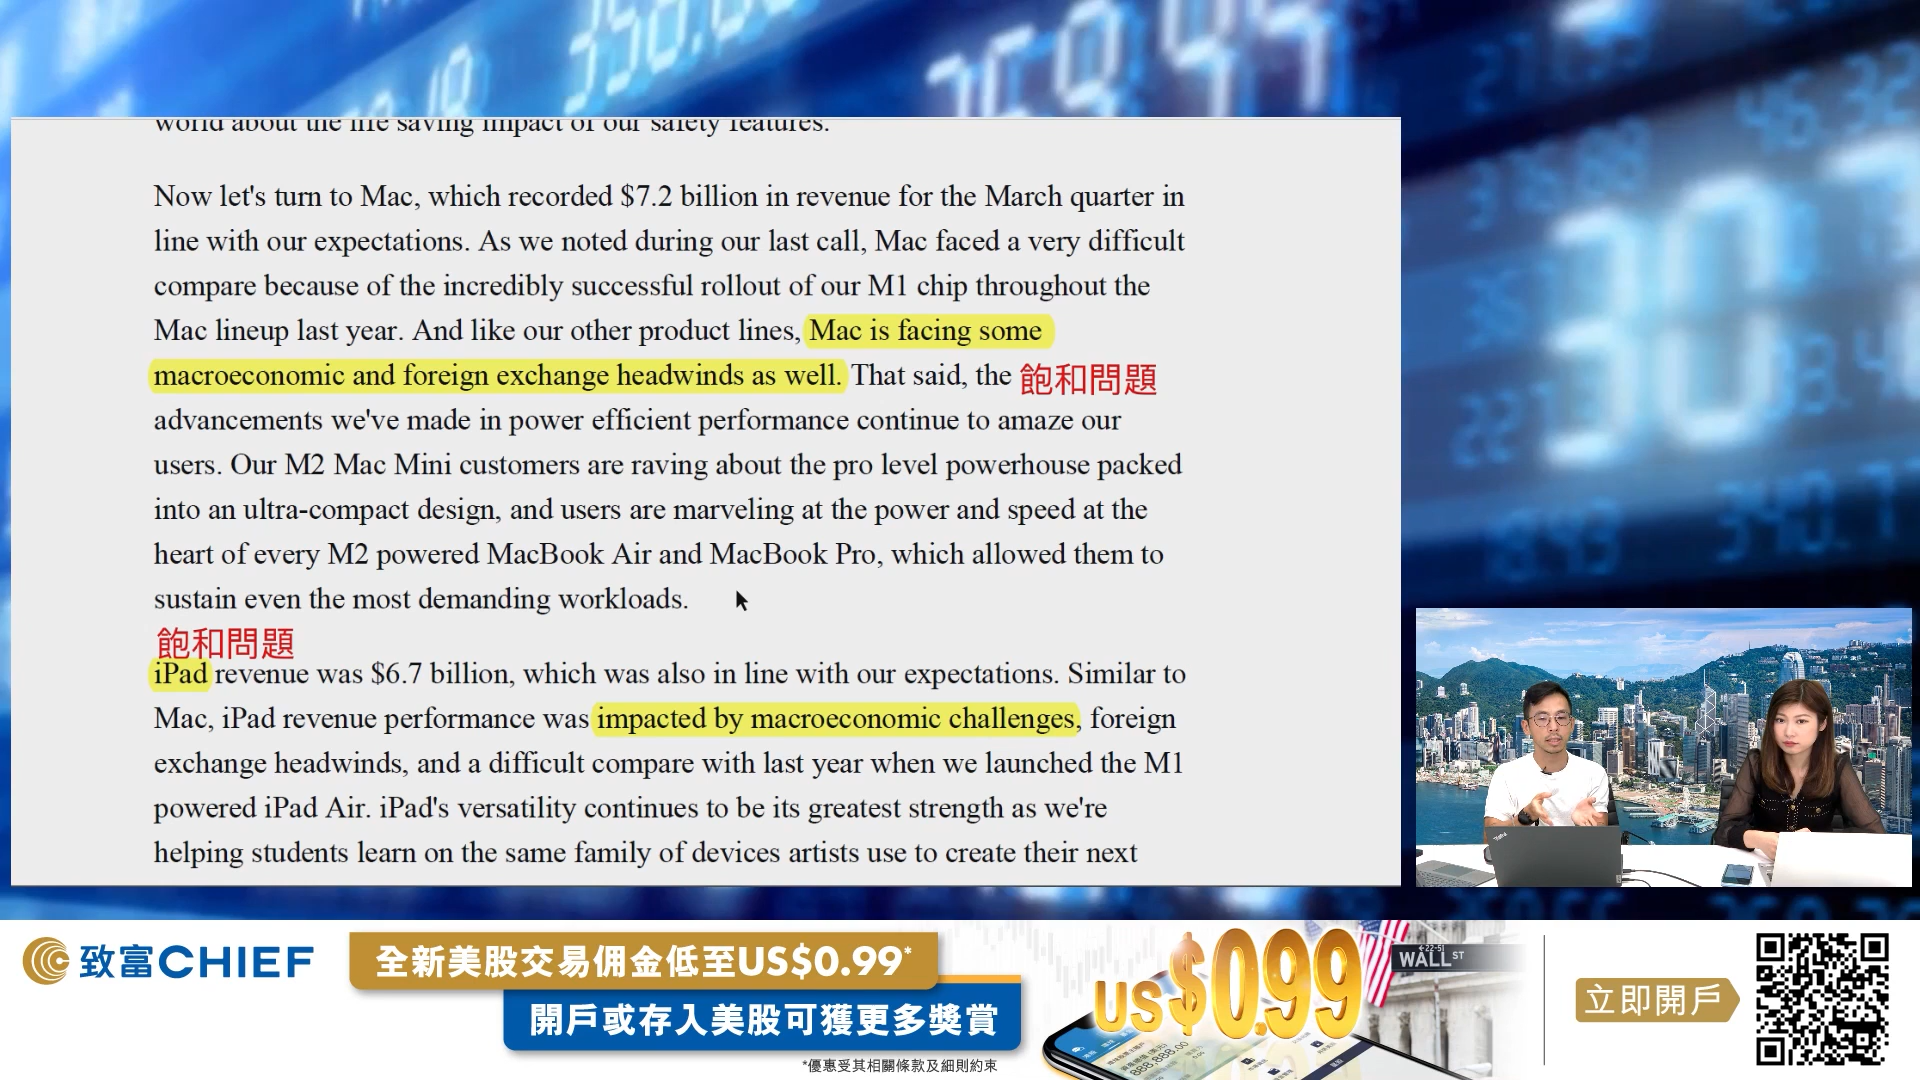 world about the life saving impact of our safety features.
Now let's turn to Mac, which recorded $7.2 billion in revenue for the March quarter in
line with our expectations. As we noted during our last call, Mac faced a very difficult
compare because of the incredibly successful rollout of our M1 chip throughout the
Mac lineup last year. And like our other product lines, Mac is facing some
macroeconomic and foreign exchange headwinds as well. That said, the 飽和問題
advancements we've made in power efficient performance continue to amaze our
users. Our M2 Mac Mini customers are raving about the pro level powerhouse packed
into an ultra-compact design, and users are marveling at the power and speed at the
heart of every M2 powered MacBook Air and MacBook Pro, which allowed them to
sustain even the most demanding workloads.
飽和問題
iPad revenue was $6.7 billion, which was also in line with our expectations. Similar to
Mac, iPad revenue performance was impacted by macroeconomic challenges, foreign
exchange headwinds, and a difficult compare with last year when we launched the M1
powered iPad Air. iPad's versatility continues to be its greatest strength as we're
helping students learn on the same family of devices artists use to create their next
致富CHIEF
全新美股交易佣金低至US$0.99*
開戶或存入美股可獲更多獎賞
*優惠受其相關條款及細則約束
US$0.99
WALL ST
立即開戶